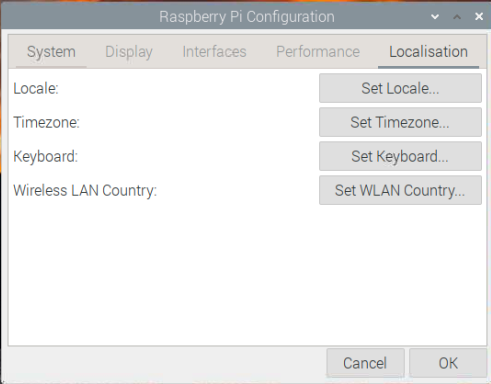 Raspberry Pi Configuration
System Display Interfaces Performance Localisation
Locale: Set Locale...
Timezone: Set Timezone...
Keyboard: Set Keyboard...
Wireless LAN Country: Set WLAN Country...
Cancel OK